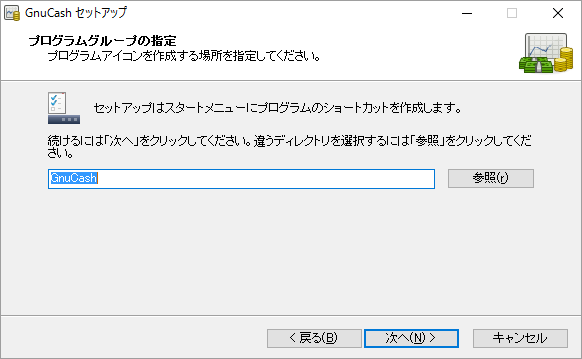 GnuCash セットアップ
プログラムグループの指定
プログラムアイコンを作成する場所を指定してください。
セットアップはスタートメニューにプログラムのショートカットを作成します。
続けるには「次へ」をクリックしてください。違うディレクトリを選択するには「参照」をクリックしてくだ
さい。
GnuCash
参照(r)
< 戻る(B)
次へ(N) >
キャンセル